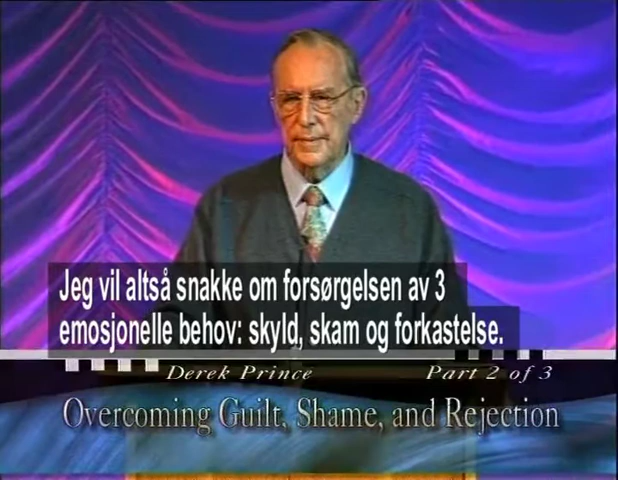 Jeg vil altså snakke om forsørgelsen av 3
emosjonelle behov: skyld, skam og forkastelse.
Derek Prince Part 2 of 3
Overcoming Guilt, Shame, and Rejection